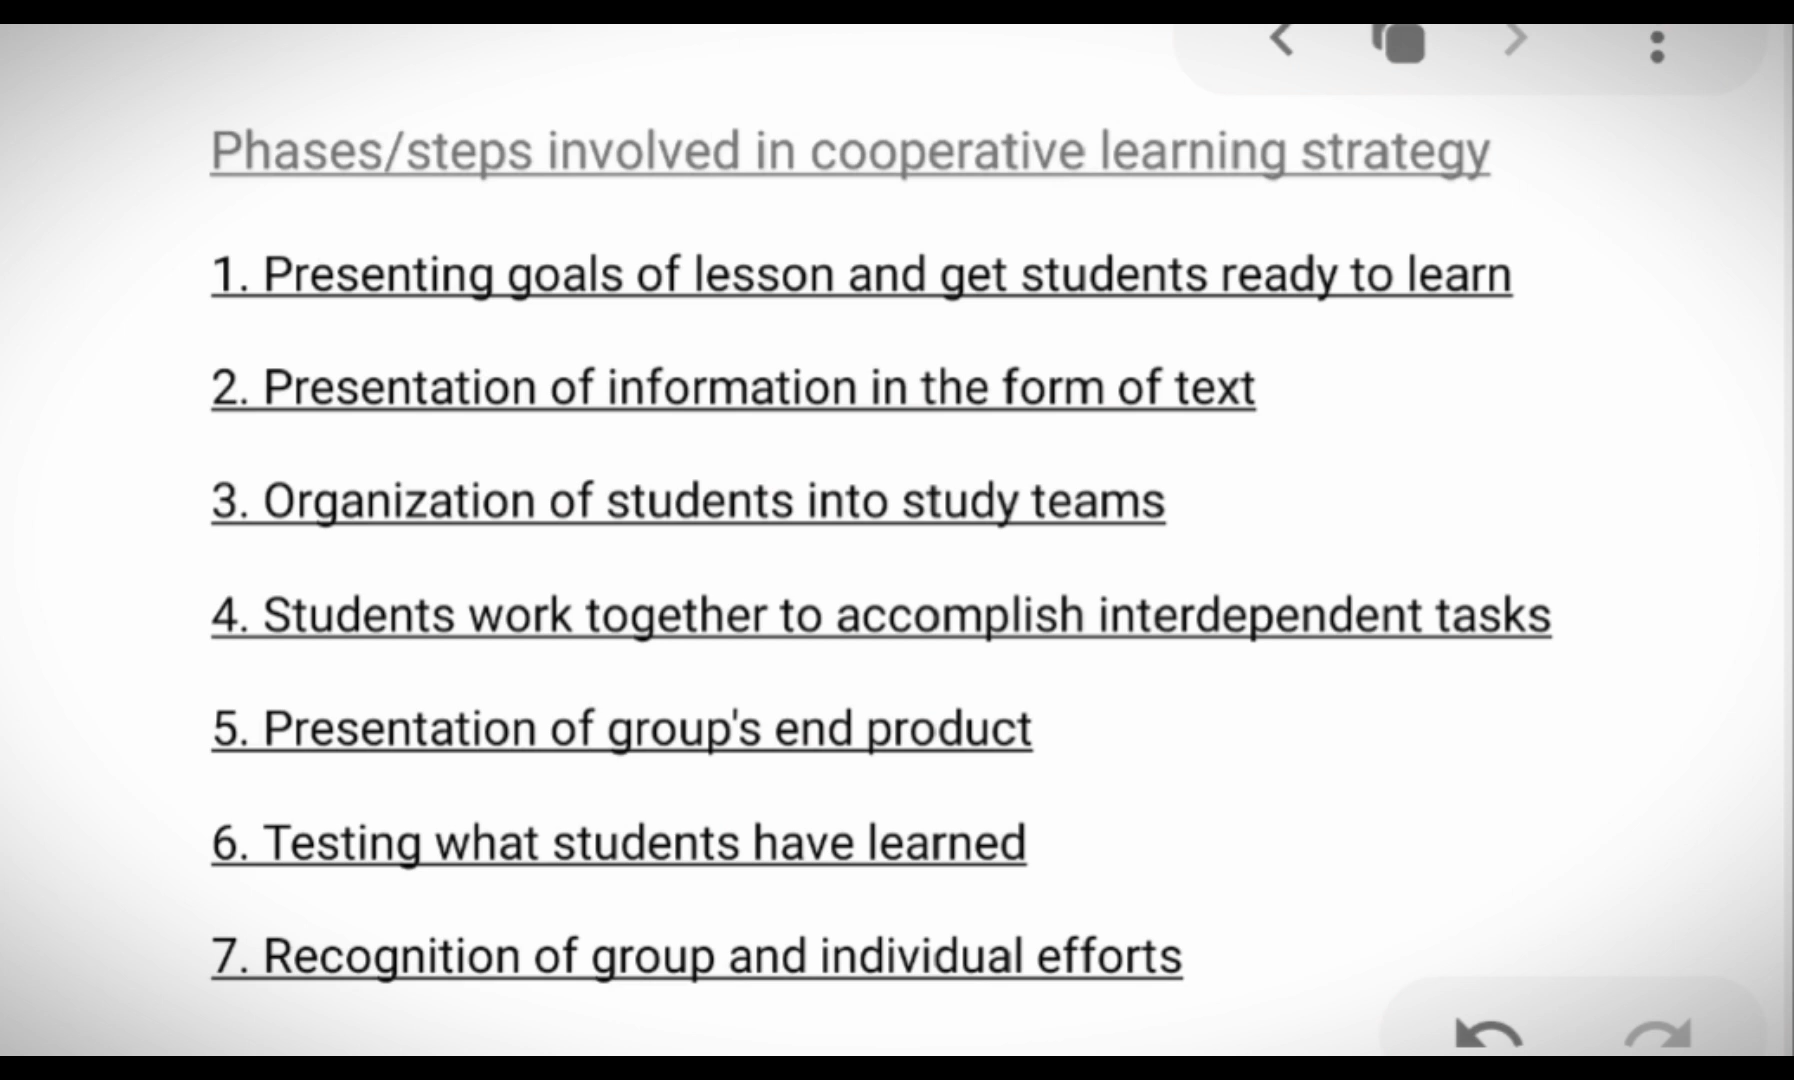 Phases/steps involved in cooperative learning strategy
1. Presenting goals of lesson and get students ready to learn
2. Presentation of information in the form of text
3. Organization of students into study teams
4. Students work together to accomplish interdependent tasks
5. Presentation of group's end product
6. Testing what students have learned
7. Recognition of group and individual efforts